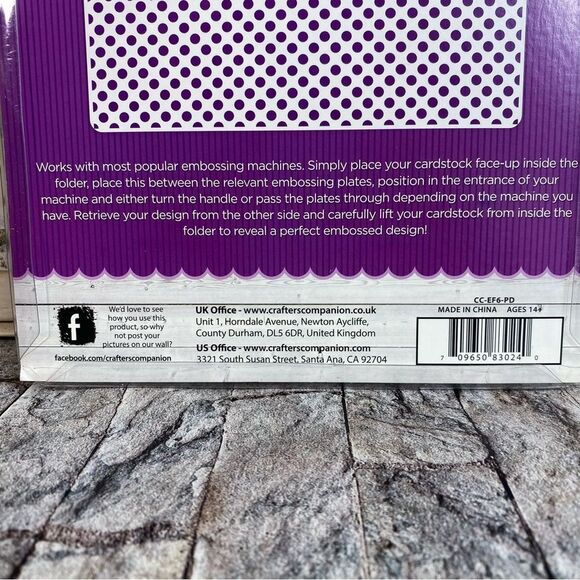 Works with most popular embossing machines. Simply place your cardstock face-up inside the
folder, place this between the relevant embossing plates, position in the entrance of your
machine and either turn the handle or pass the plates through depending on the machine you
have. Retrieve your design from the other side and carefully lift your cardstock from inside the
folder to reveal a perfect embossed design!
f
We'd love to see
how you use this,
product, so why
not post your
pictures on our wall?
facebook.com/crafterscompanion
UK Office - www.crafterscompanion.co.uk
Unit 1, Horndale Avenue, Newton Aycliffe,
County Durham, DL5 6DR, United Kingdom
US Office - www.crafterscompanion.com
3321 South Susan Street, Santa Ana, CA 92704
CC-EF6-PD
MADE IN CHINA AGES 14+
7 09650 83024 0